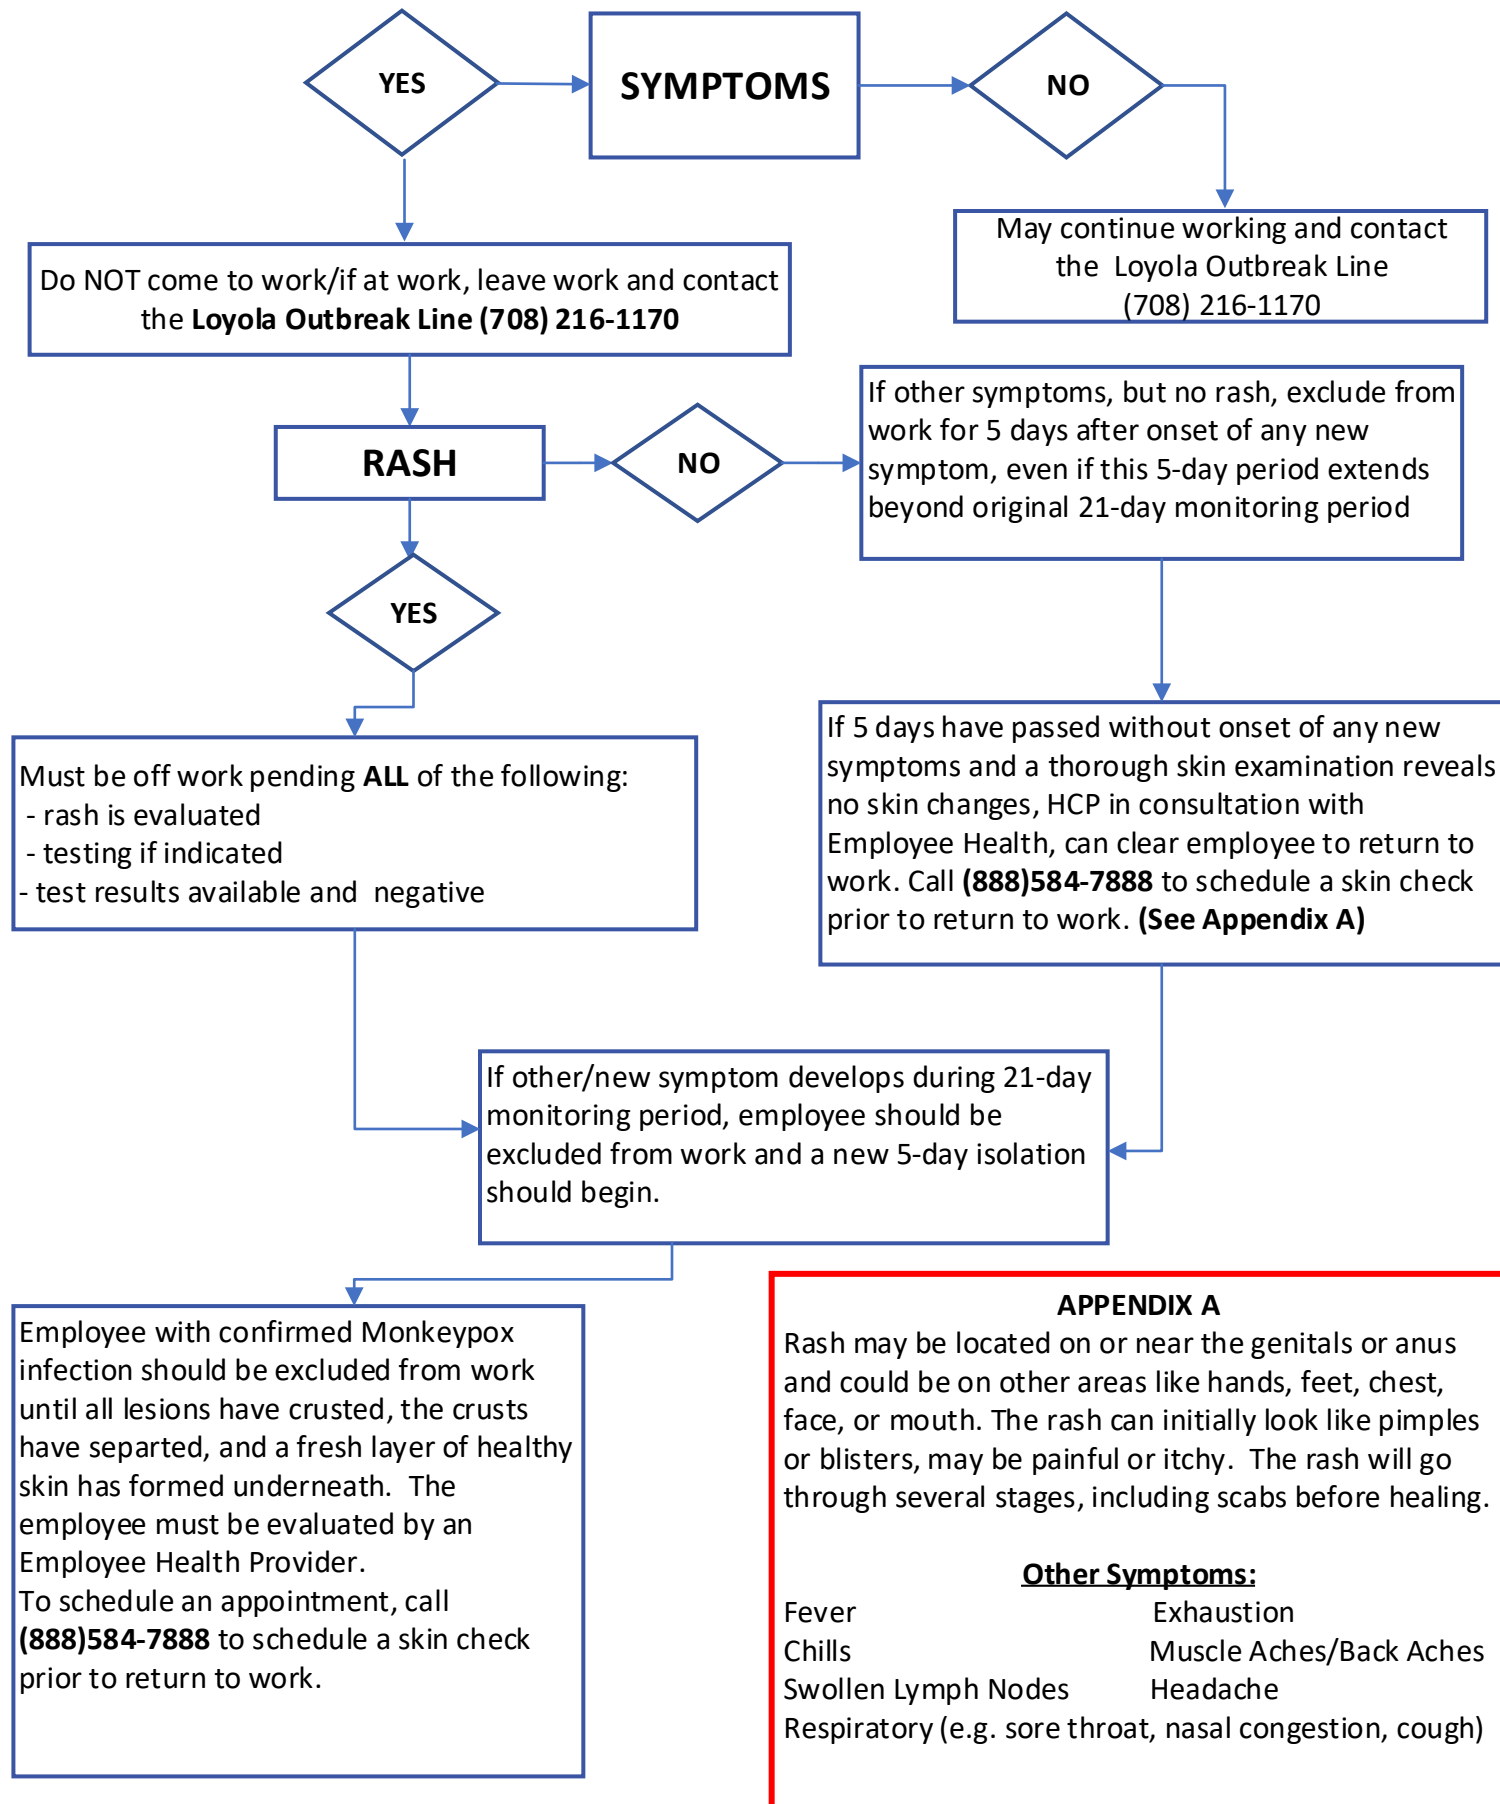 YES
SYMPTOMS
NO
May continue working and contact
the Loyola Outbreak Line
(708) 216-1170
Do NOT come to work/if at work, leave work and contact
the Loyola Outbreak Line (708) 216-1170
RASH
NO
If other symptoms, but no rash, exclude from
work for 5 days after onset of any new
symptom, even if this 5-day period extends
beyond original 21-day monitoring period
YES
Must be off work pending ALL of the following:
- rash is evaluated
- testing if indicated
- test results available and negative
If 5 days have passed without onset of any new
symptoms and a thorough skin examination reveals
no skin changes, HCP in consultation with
Employee Health, can clear employee to return to
work. Call (888)584-7888 to schedule a skin check
prior to return to work. (See Appendix A)
If other/new symptom develops during 21-day
monitoring period, employee should be
excluded from work and a new 5-day isolation
should begin.
Employee with confirmed Monkeypox
infection should be excluded from work
until all lesions have crusted, the crusts
have separted, and a fresh layer of healthy
skin has formed underneath. The
employee must be evaluated by an
Employee Health Provider.
To schedule an appointment, call
(888)584-7888 to schedule a skin check
prior to return to work.
APPENDIX A
Rash may be located on or near the genitals or anus
and could be on other areas like hands, feet, chest,
face, or mouth. The rash can initially look like pimples
or blisters, may be painful or itchy. The rash will go
through several stages, including scabs before healing.
Other Symptoms:
Fever Exhaustion
Chills Muscle Aches/Back Aches
Swollen Lymph Nodes Headache
Respiratory (e.g. sore throat, nasal congestion, cough)